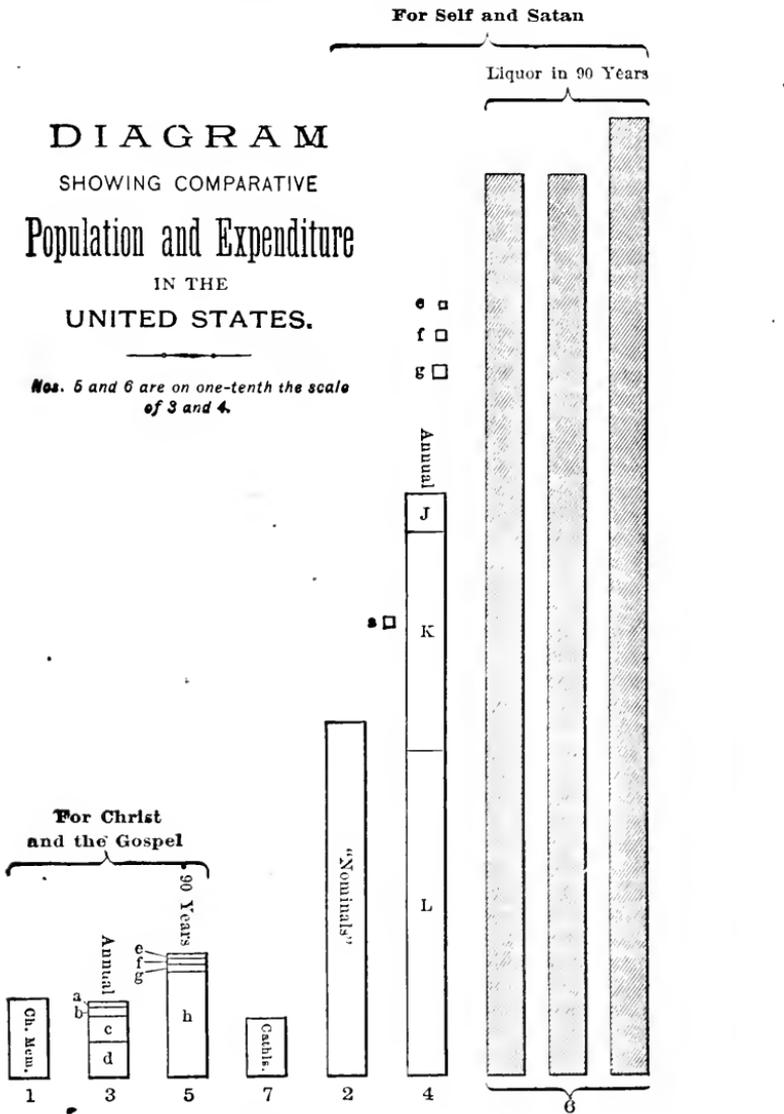 For Self and Satan
Liquor in 90 Years
DIAGRAM
SHOWING COMPARATIVE
Population and Expenditure
IN THE
UNITED STATES.
Nos. 5 and 6 are on one-tenth the scale
of 3 and 4.
e
f
g
Annual
J
s
K
L
"Nominals"
For Christ
and the Gospel
90 Years
Annual
e
f
g
h
a
b
c
d
Ch. Mem.
Cathls.
1 3 5 7 2 4 6